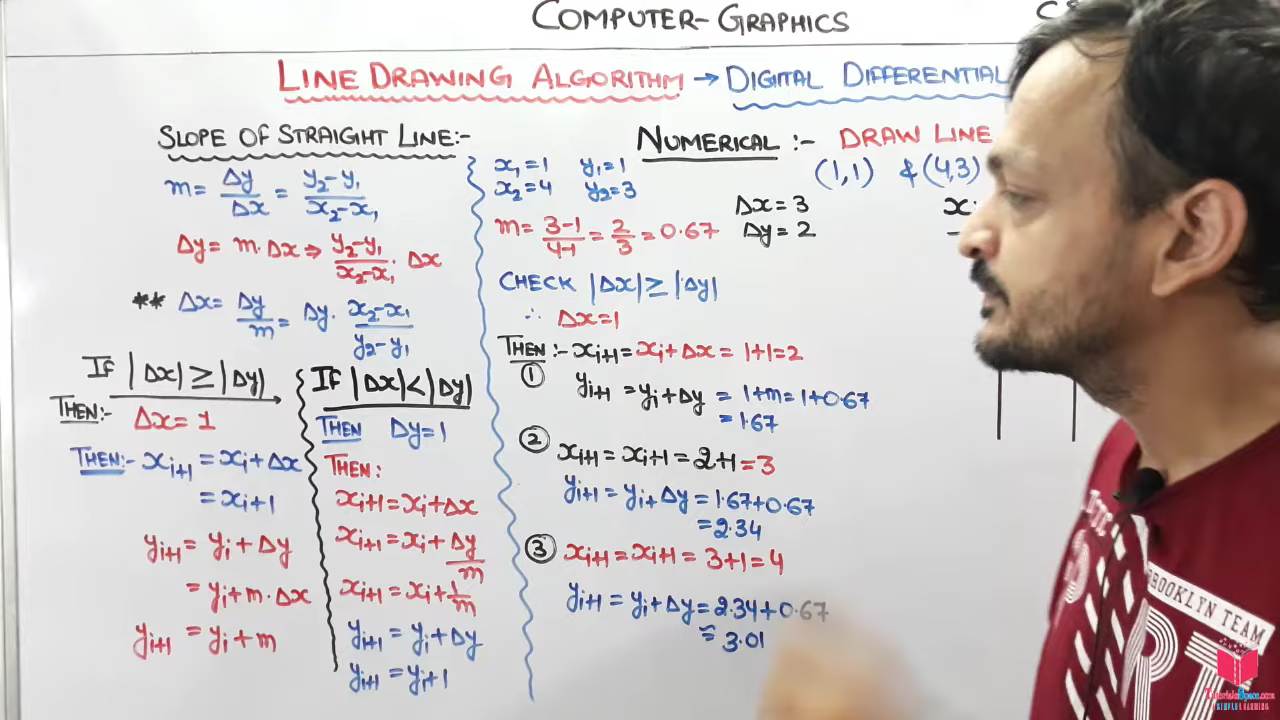 COMPUTER-GRAPHICS
CS
LINE DRAWING ALGORITHM → DIGITAL DIFFERENTIAL
SLOPE OF STRAIGHT LINE:-
m = Δy/Δx = y₂-y₁/x₂-x₁
Δy = m·Δx ⇒ y₂-y₁/x₂-x₁ · Δx
** Δx = Δy/m = Δy · x₂-x₁/y₂-y₁
IF |Δx| ≥ |Δy|
THEN:- Δx = 1
THEN:- xᵢ₊₁ = xᵢ + Δx
= xᵢ + 1
yᵢ₊₁ = yᵢ + Δy
= yᵢ + m·Δx
yᵢ₊₁ = yᵢ + m
IF |Δx| < |Δy|
THEN Δy = 1
THEN:
xᵢ₊₁ = xᵢ + Δx
xᵢ₊₁ = xᵢ + Δy/m
xᵢ₊₁ = xᵢ + 1/m
yᵢ₊₁ = yᵢ + Δy
yᵢ₊₁ = yᵢ + 1
NUMERICAL:- DRAW LINE
(1,1) & (4,3)
x₁=1 y₁=1
x₂=4 y₂=3
Δx = 3
Δy = 2
x
m = 3-1/4-1 = 2/3 = 0.67
CHECK |Δx| ≥ |Δy|
∴ Δx = 1
THEN:- xᵢ₊₁ = xᵢ + Δx = 1+1 = 2
① yᵢ₊₁ = yᵢ + Δy = 1+m = 1+0.67
= 1.67
② xᵢ₊₁ = xᵢ+1 = 2+1 = 3
yᵢ₊₁ = yᵢ + Δy = 1.67+0.67
= 2.34
③ xᵢ₊₁ = xᵢ+1 = 3+1 = 4
yᵢ₊₁ = yᵢ + Δy = 2.34+0.67
≈ 3.01
BROOKLYN TEAM
TutorialsSpace.com
SIMPLE LEARNING